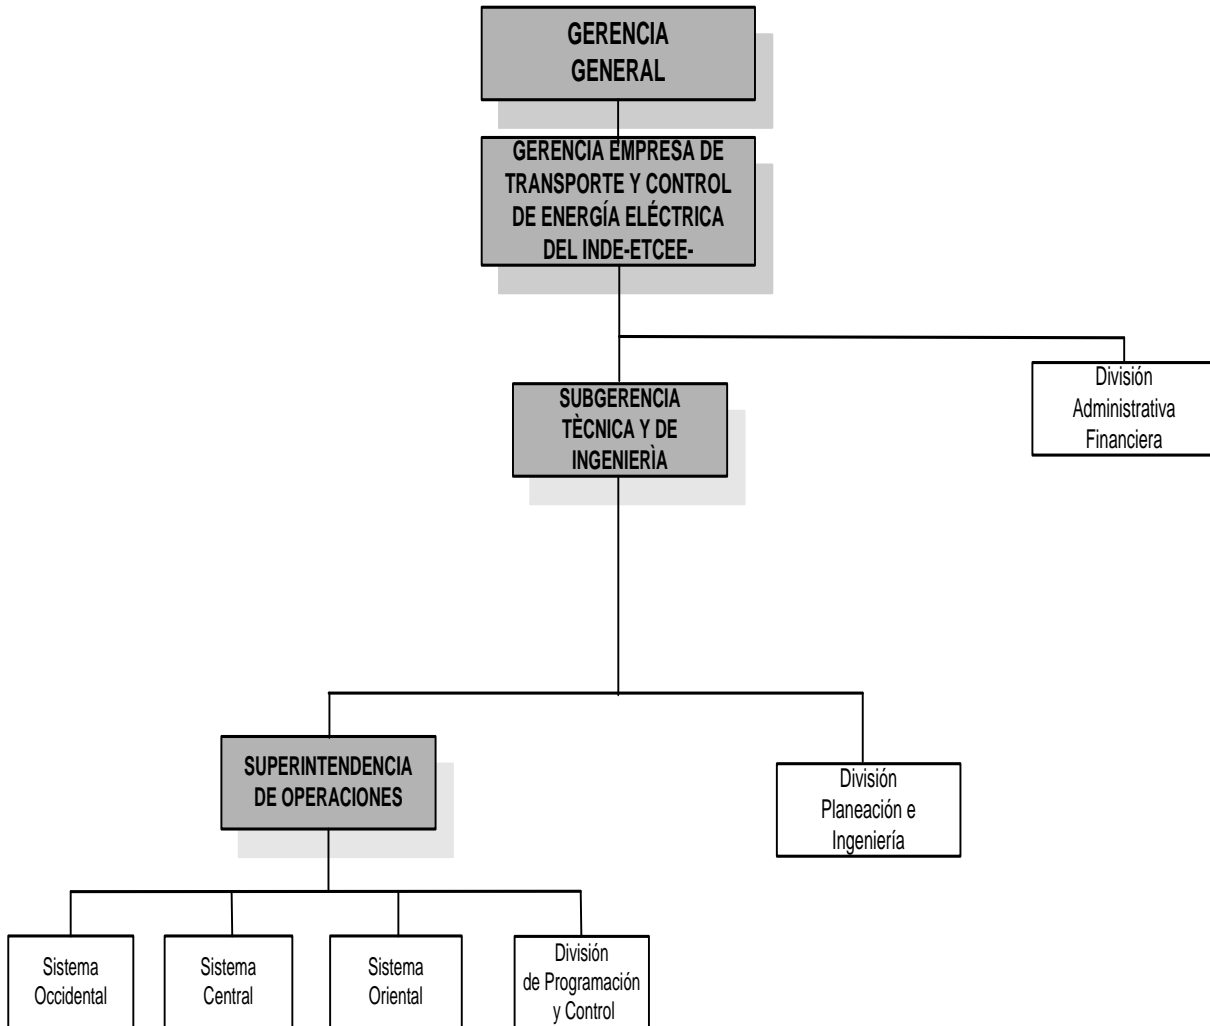 GERENCIA
GENERAL
GERENCIA EMPRESA DE
TRANSPORTE Y CONTROL
DE ENERGÍA ELÉCTRICA
DEL INDE-ETCEE-
División
Administrativa
Financiera
SUBGERENCIA
TÈCNICA Y DE
INGENIERÌA
SUPERINTENDENCIA
DE OPERACIONES
División
Planeación e
Ingeniería
Sistema
Occidental
Sistema
Central
Sistema
Oriental
División
de Programación
y Control